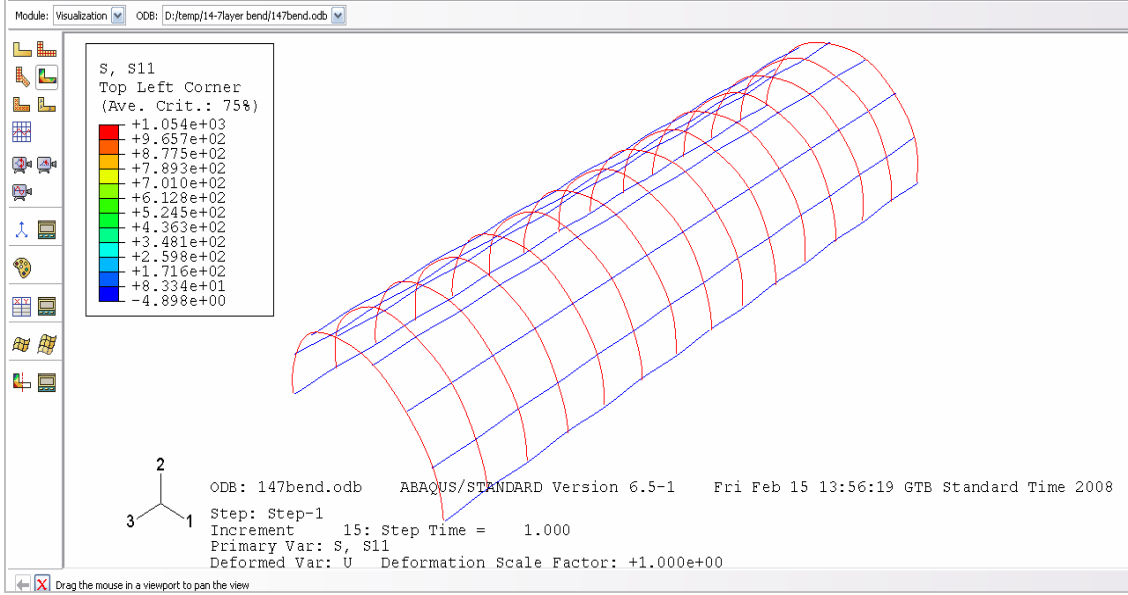 Module: Visualization ODB: D:/temp/14-7layer bend/147bend.odb
S, S11
Top Left Corner
(Ave. Crit.: 75%)
+1.054e+03
+9.657e+02
+8.775e+02
+7.893e+02
+7.010e+02
+6.128e+02
+5.245e+02
+4.363e+02
+3.481e+02
+2.598e+02
+1.716e+02
+8.334e+01
-4.898e+00
2
3
1
ODB: 147bend.odb ABAQUS/STANDARD Version 6.5-1 Fri Feb 15 13:56:19 GTB Standard Time 2008
Step: Step-1
Increment 15: Step Time = 1.000
Primary Var: S, S11
Deformed Var: U Deformation Scale Factor: +1.000e+00
Drag the mouse in a viewport to pan the view